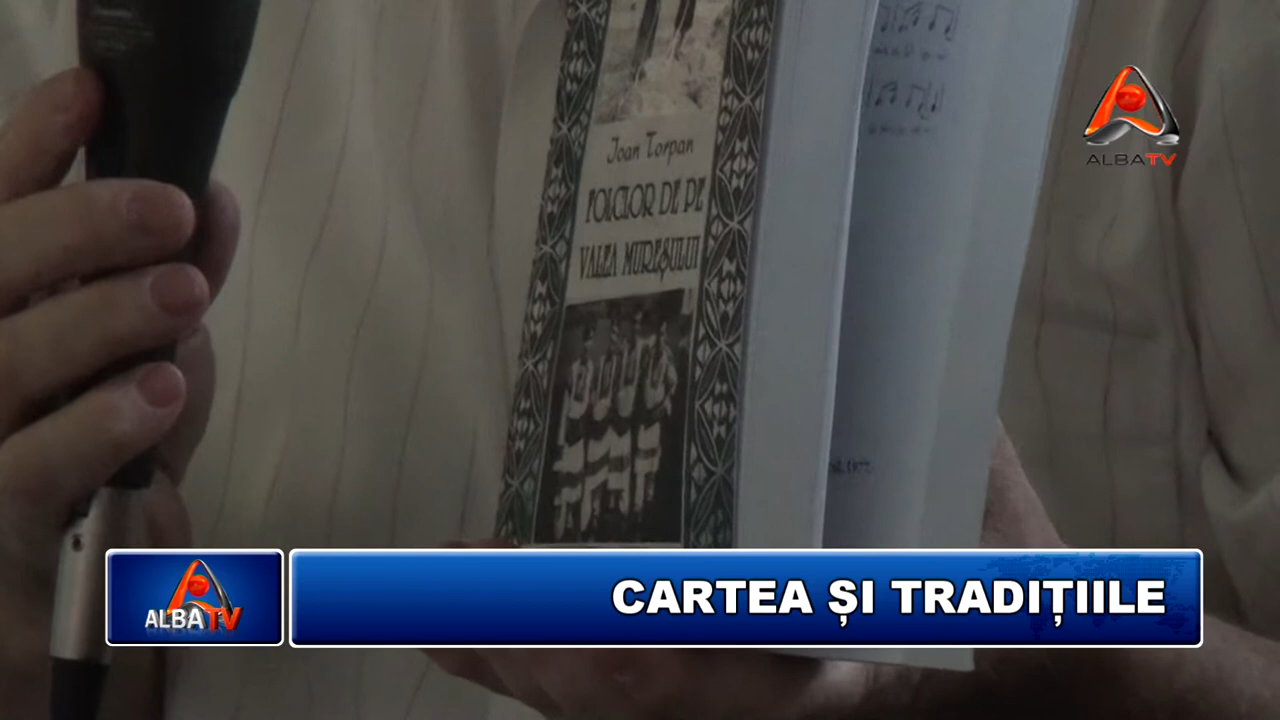 Ioan Torpan
FOLCLOR DE PE
VALEA MUREȘULUI
ALBATV
ALBATV
CARTEA ȘI TRADIȚIILE